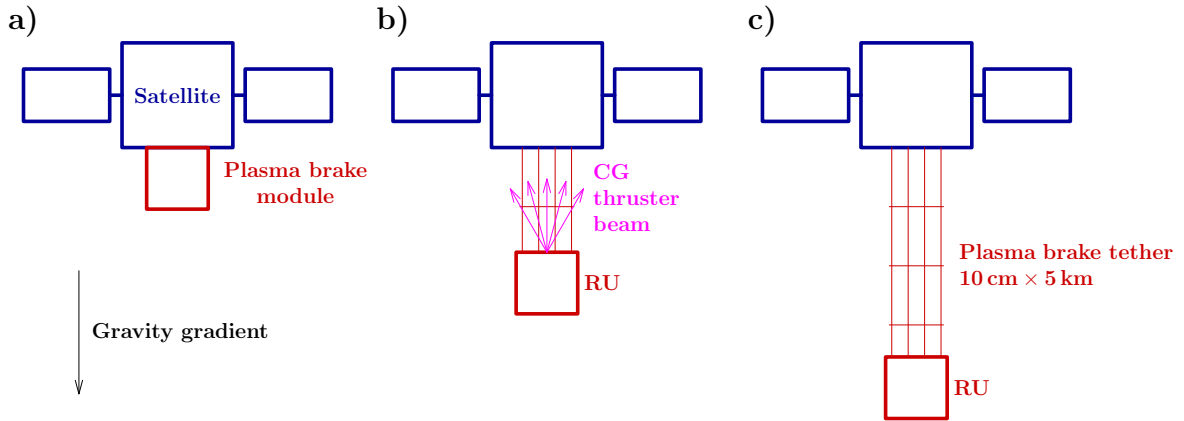 a)
Satellite
Plasma brake
module
Gravity gradient
b)
CG
thruster
beam
RU
c)
Plasma brake tether
10 cm × 5 km
RU